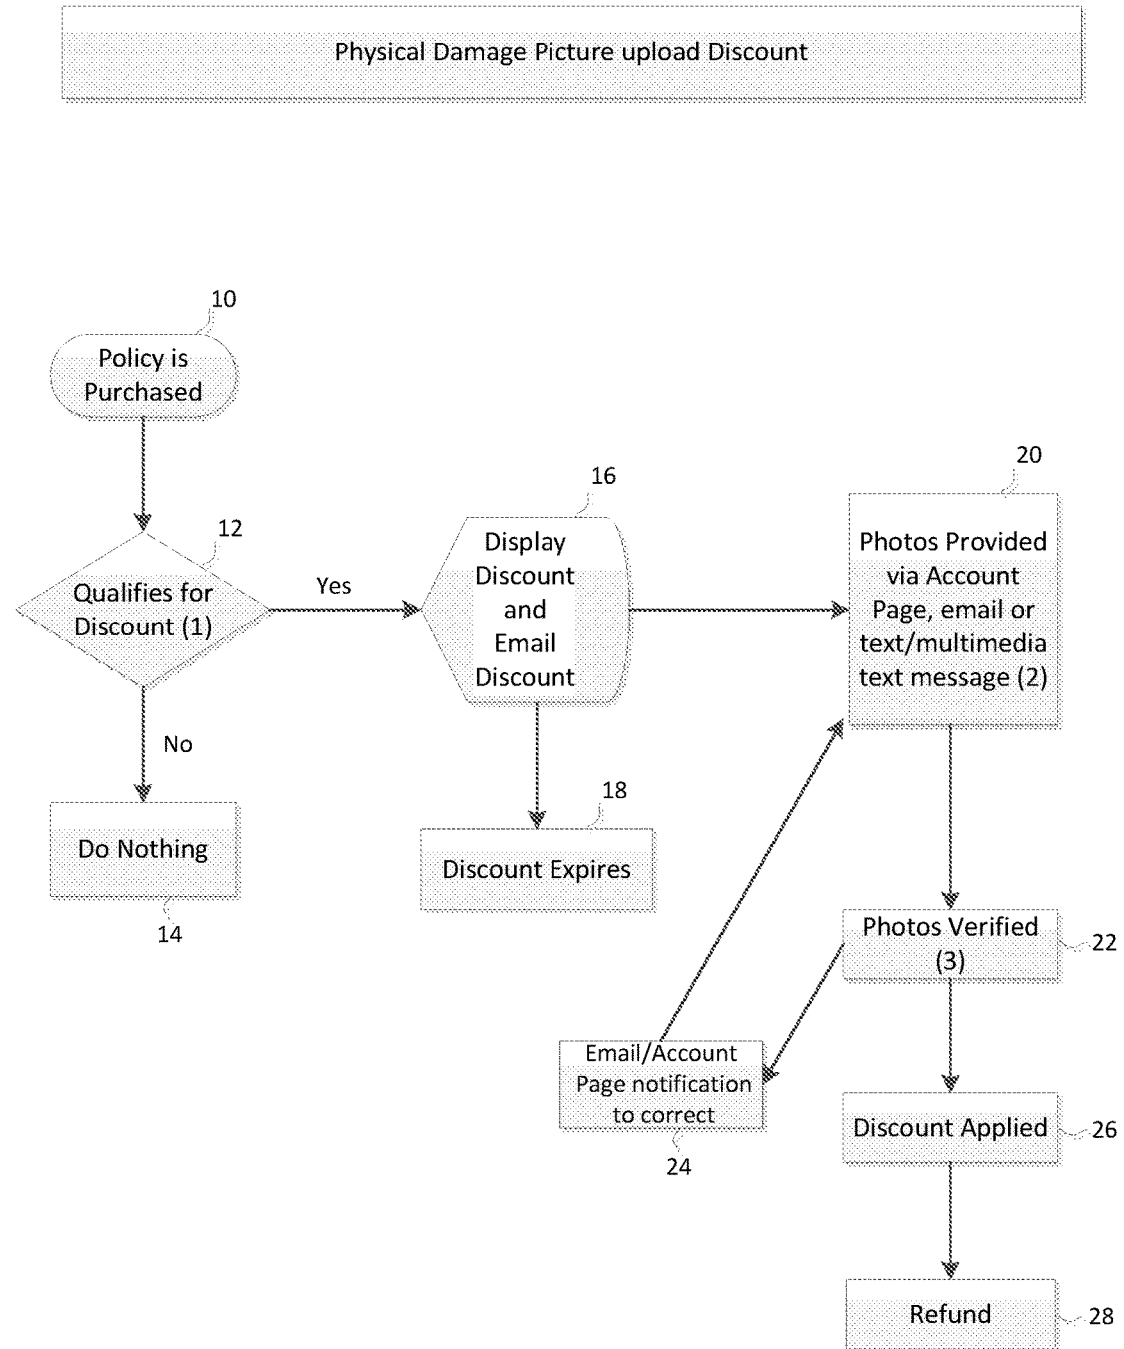 Physical Damage Picture upload Discount
10
Policy is
Purchased
12
Qualifies for
Discount (1)
Yes
No
Do Nothing
14
16
Display
Discount
and
Email
Discount
18
Discount Expires
20
Photos Provided
via Account
Page, email or
text/multimedia
text message (2)
Photos Verified
(3)
22
Email/Account
Page notification
to correct
24
Discount Applied
26
Refund
28